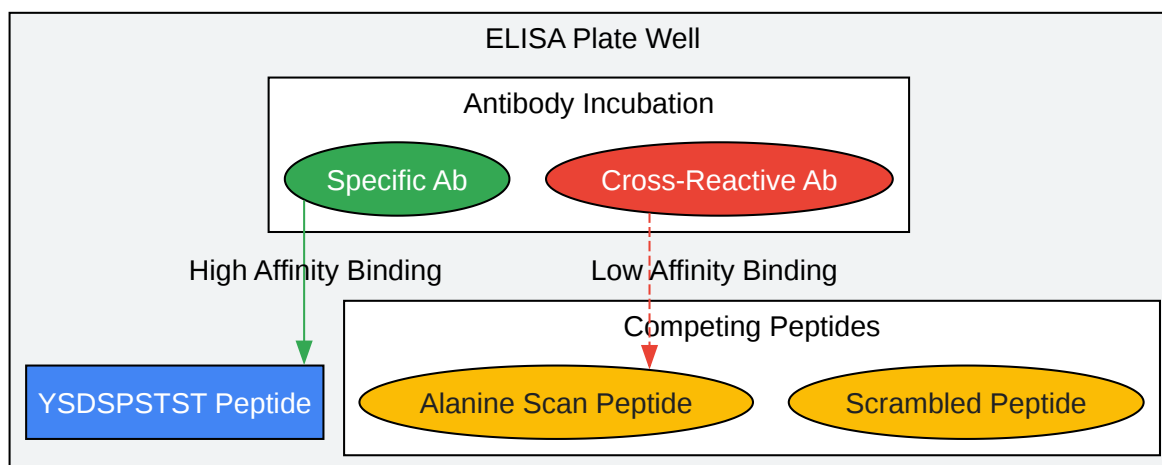 ELISA Plate Well
Antibody Incubation
Specific Ab
Cross-Reactive Ab
High Affinity Binding
Low Affinity Binding
Competing Peptides
YSDSPSTST Peptide
Alanine Scan Peptide
Scrambled Peptide